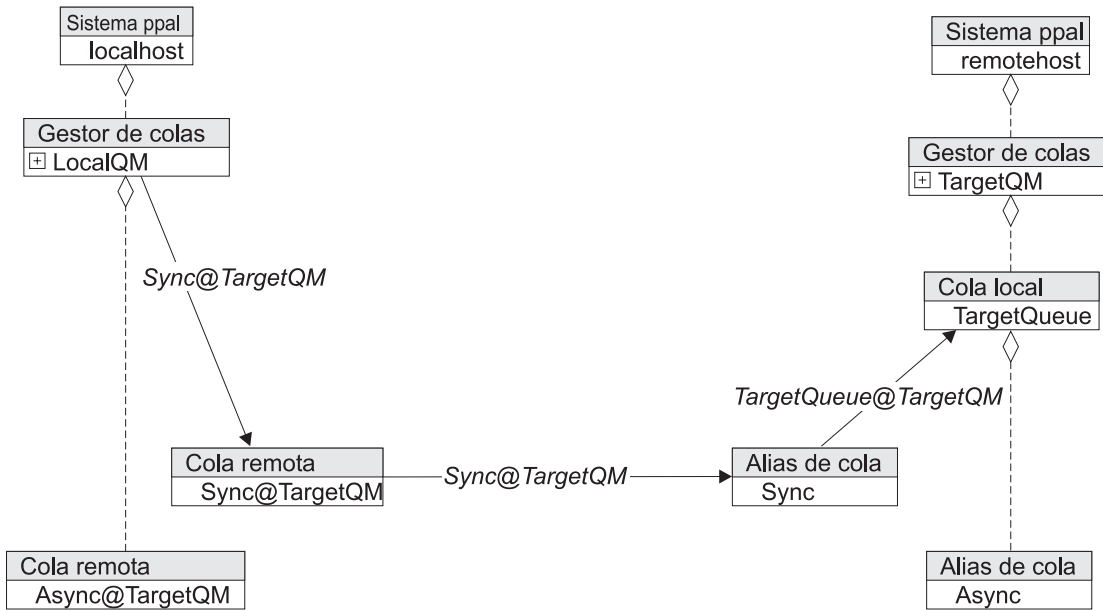 Sistema ppal
localhost
Gestor de colas
LocalQM
Sync@TargetQM
Cola remota
Sync@TargetQM
Cola remota
Async@TargetQM
Sync@TargetQM
Sistema ppal
remotehost
Gestor de colas
TargetQM
Cola local
TargetQueue
TargetQueue@TargetQM
Alias de cola
Sync
Alias de cola
Async